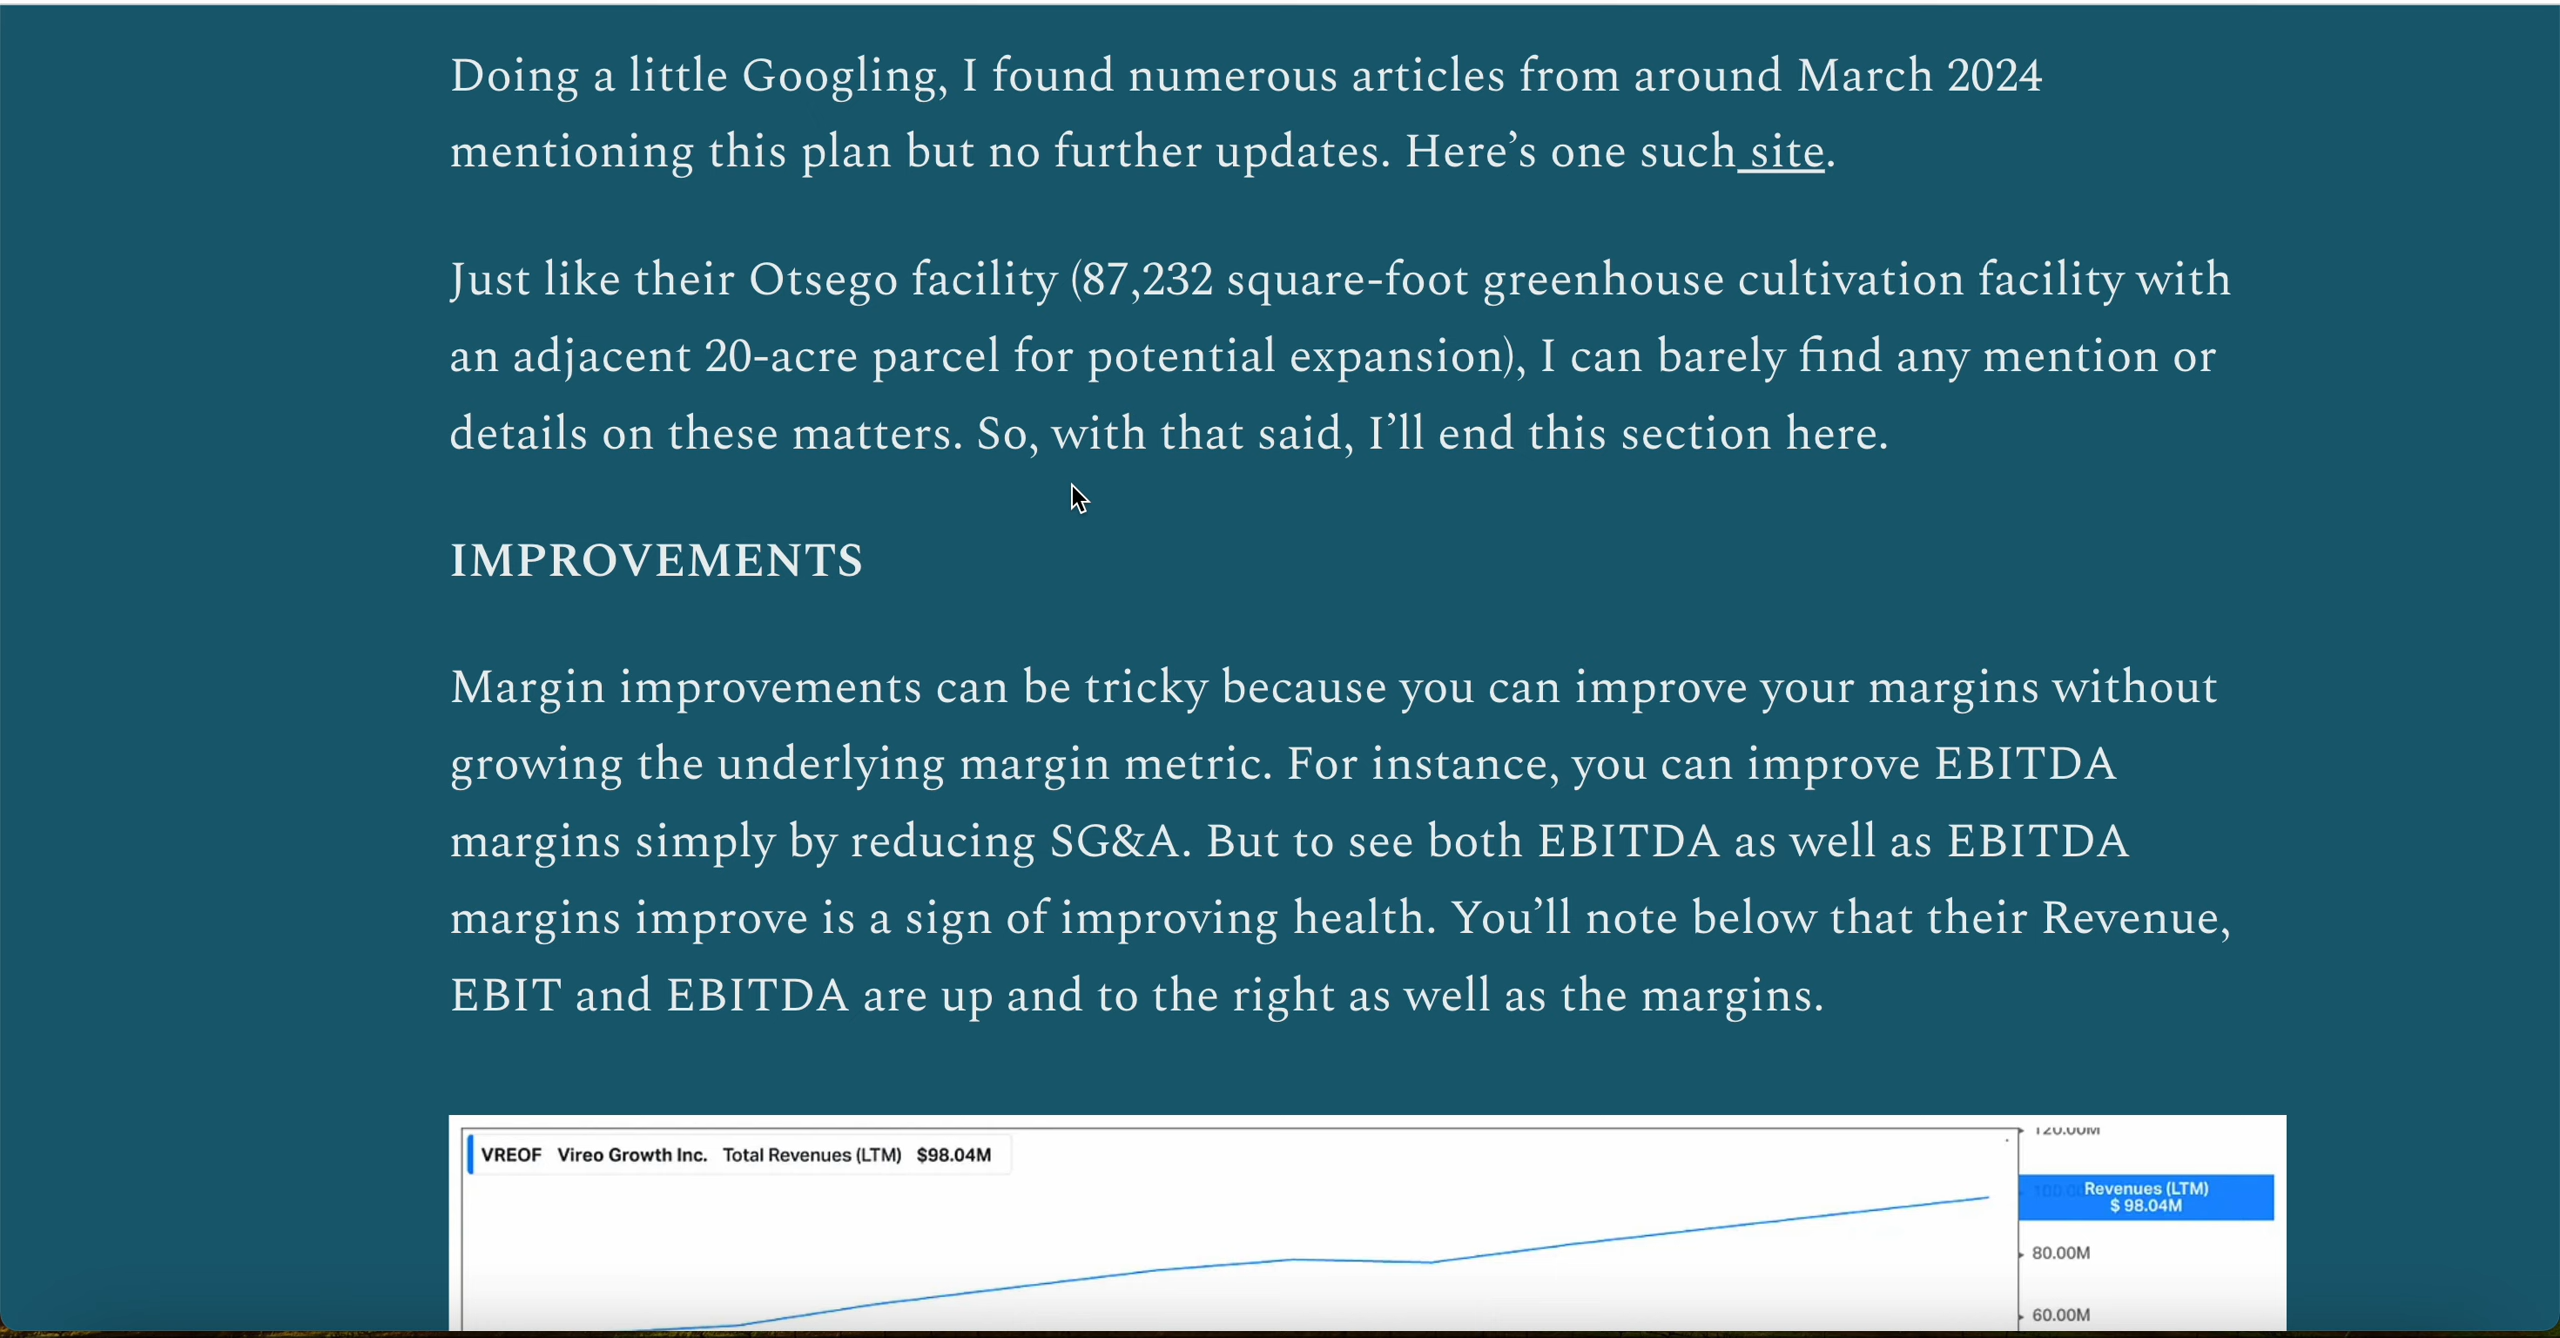 Doing a little Googling, I found numerous articles from around March 2024
mentioning this plan but no further updates. Here’s one such site.
Just like their Otsego facility (87,232 square-foot greenhouse cultivation facility with
an adjacent 20-acre parcel for potential expansion), I can barely find any mention or
details on these matters. So, with that said, I’ll end this section here.
IMPROVEMENTS
Margin improvements can be tricky because you can improve your margins without
growing the underlying margin metric. For instance, you can improve EBITDA
margins simply by reducing SG&A. But to see both EBITDA as well as EBITDA
margins improve is a sign of improving health. You’ll note below that their Revenue,
EBIT and EBITDA are up and to the right as well as the margins.
VREOF Vireo Growth Inc. Total Revenues (LTM) $98.04M
120.00M
Revenues (LTM)
$ 98.04M
80.00M
60.00M